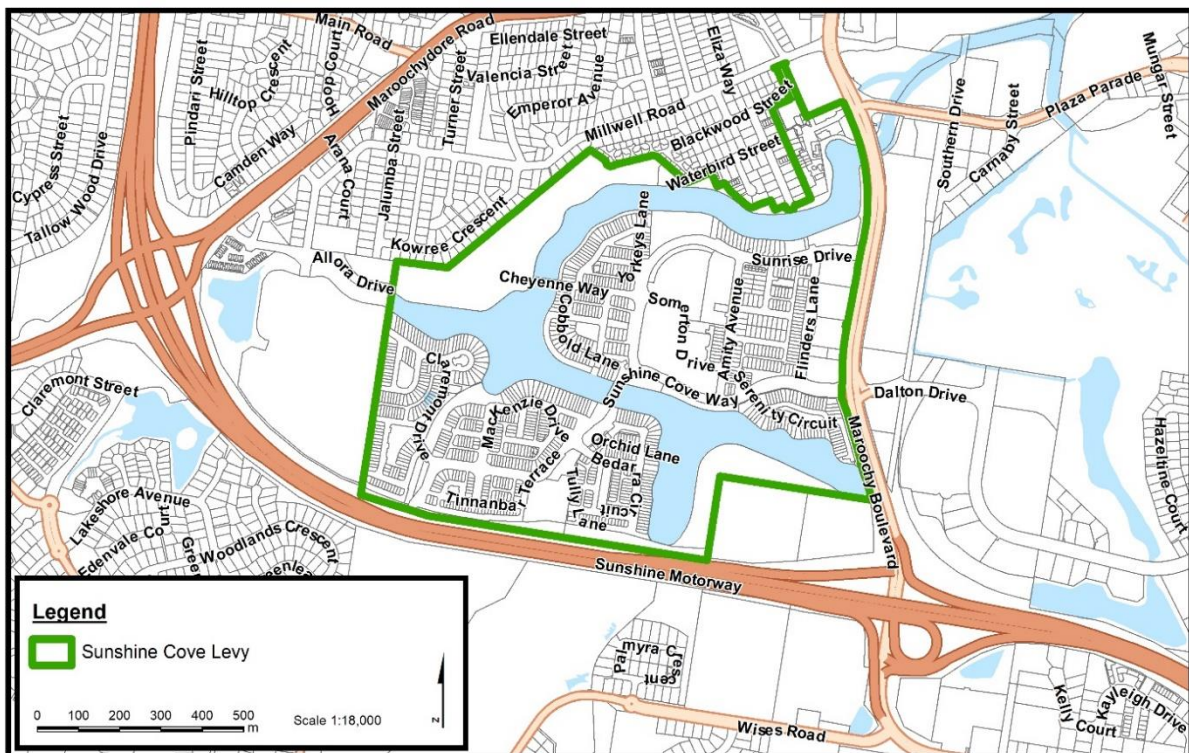 Main Road
Maroochydore Road
Ellendale Street
Valencia Street
Emperor Avenue
Eliza Way
Mungar Street
Pindari Street
Hilltop Crescent
Hood Court
Turner Street
Millwell Road
Blackwood Street
Plaza Parade
Southern Drive
Carnaby Street
Cypress Street
Tallow Wood Drive
Camden Way
Arana Court
Jalumba Street
Waterbird Street
Kowree Crescent
Allora Drive
Cheyenne Way
Yorkeys Lane
Sunrise Drive
Cobbold Lane
Somerton Drive
Amity Avenue
Flinders Lane
Claremont Street
Claremont Drive
Sunshine Cove Way
Serenity Circuit
Dalton Drive
MacKenzie Drive
Orchid Lane
Bedarra Circuit
Maroochy Boulevard
Hazeltine Court
Tinnanbar Terrace
Tully Lane
Lakeshore Avenue
Edenvale Court
Woodlands Crescent
Sunshine Motorway
Legend
Sunshine Cove Levy
0 100 200 300 400 500
m
Scale 1:18,000
z
Palmyra Crescent
Wises Road
Kelly Court
Kayleigh Drive